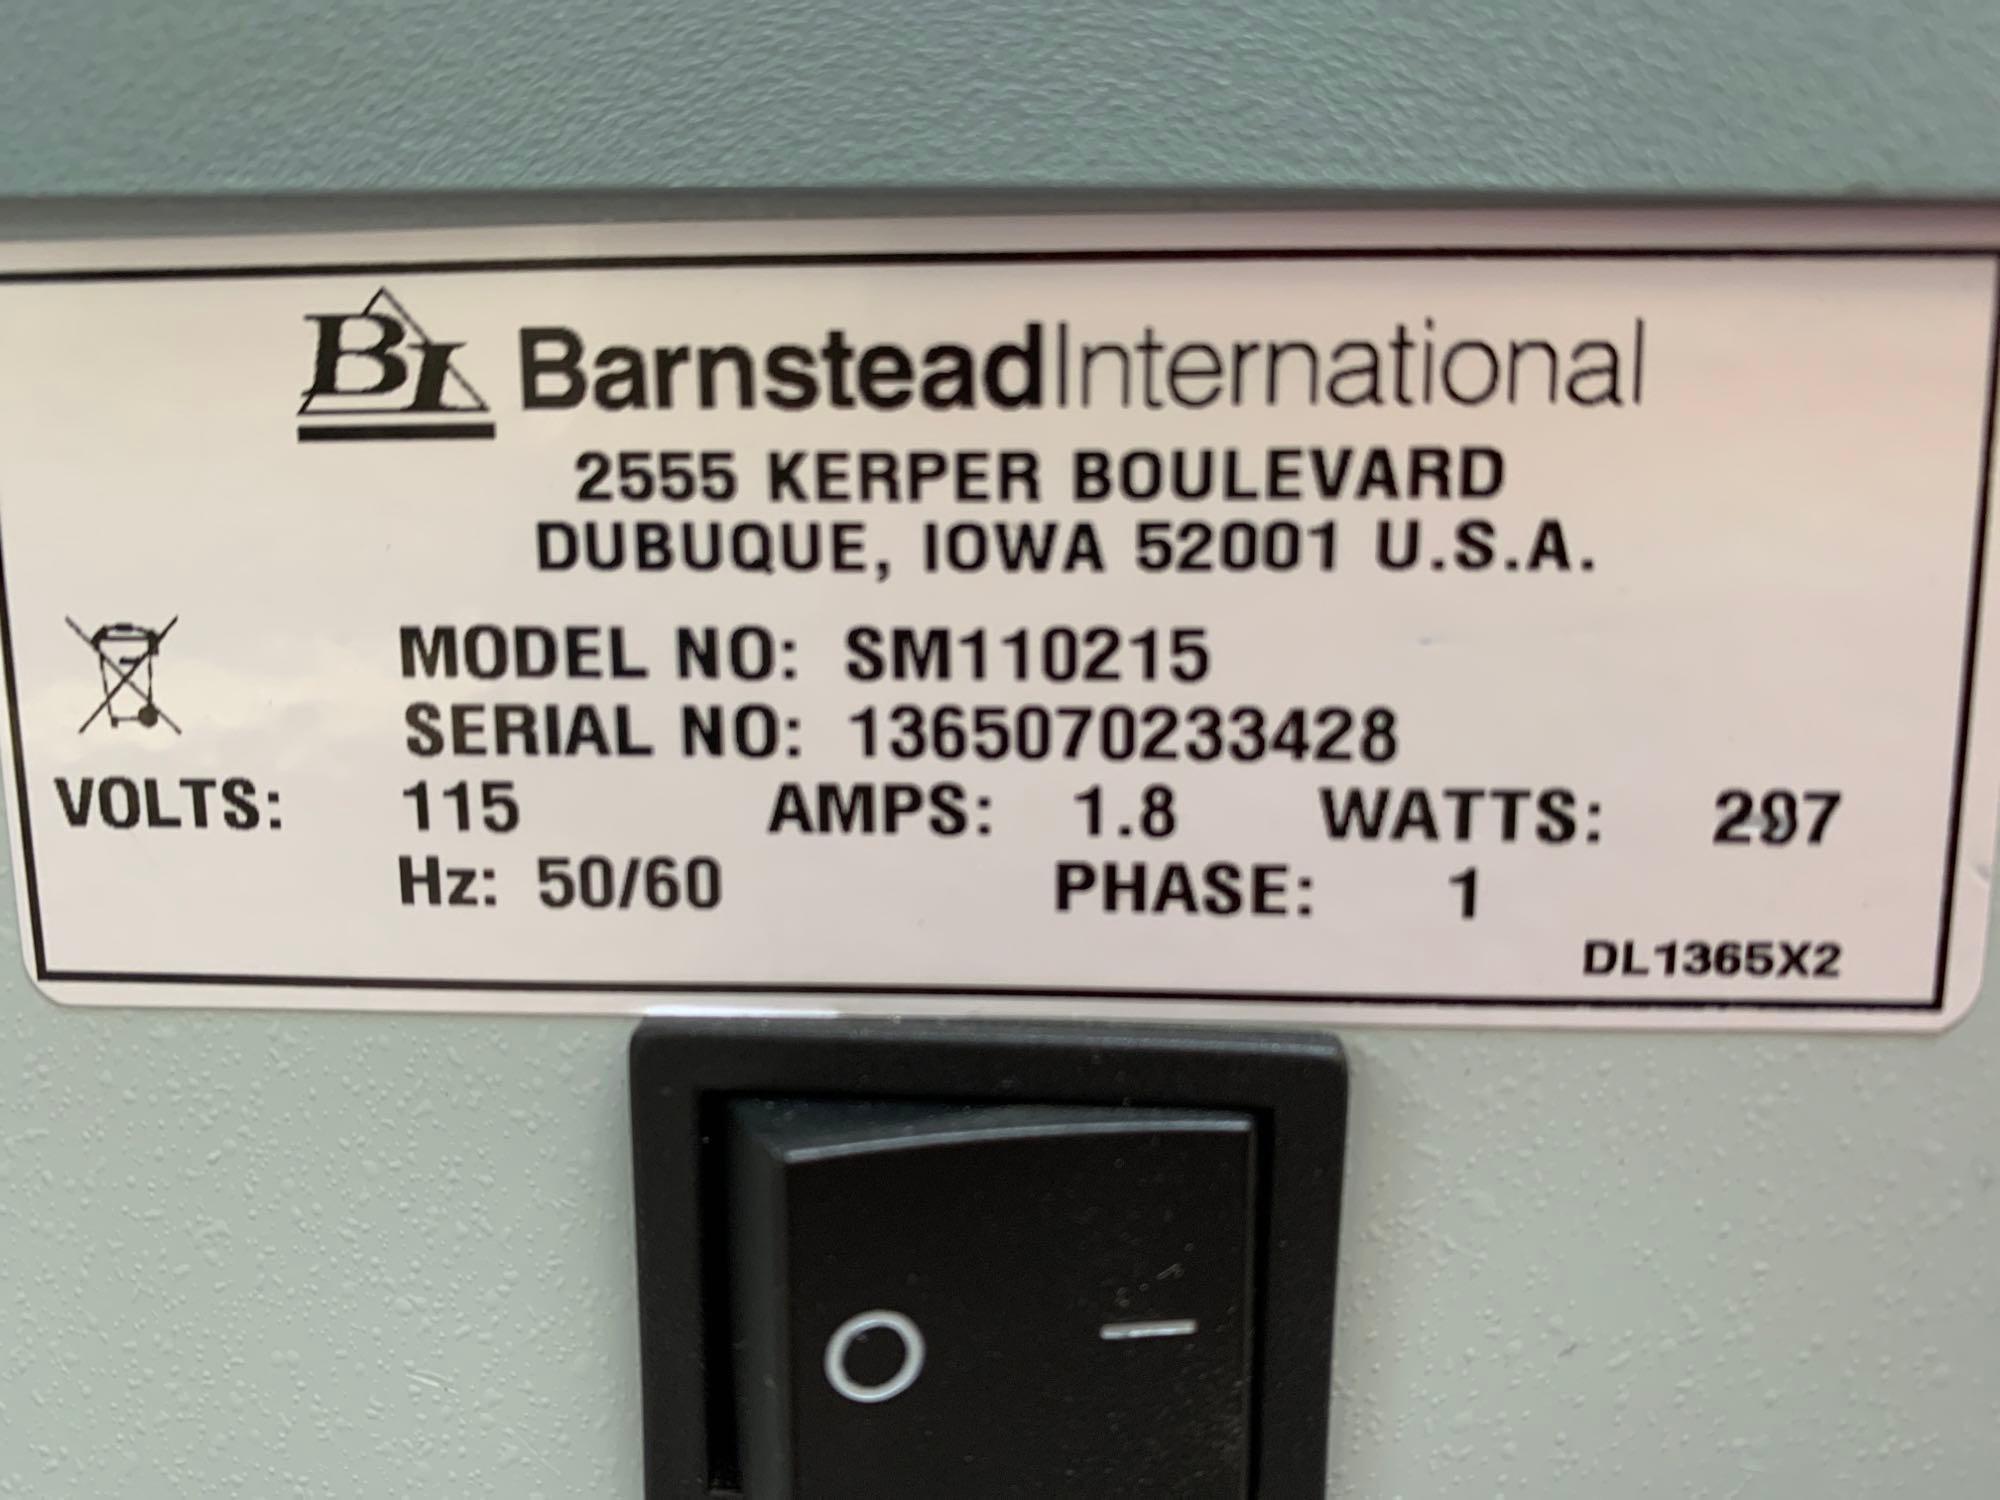 BI BarnsteadInternational
2555 KERPER BOULEVARD
DUBUQUE, IOWA 52001 U.S.A.
MODEL NO: SM110215
SERIAL NO: 1365070233428
VOLTS: 115 AMPS: 1.8 WATTS:
Hz: 50/60 PHASE: 1
DL1365X2